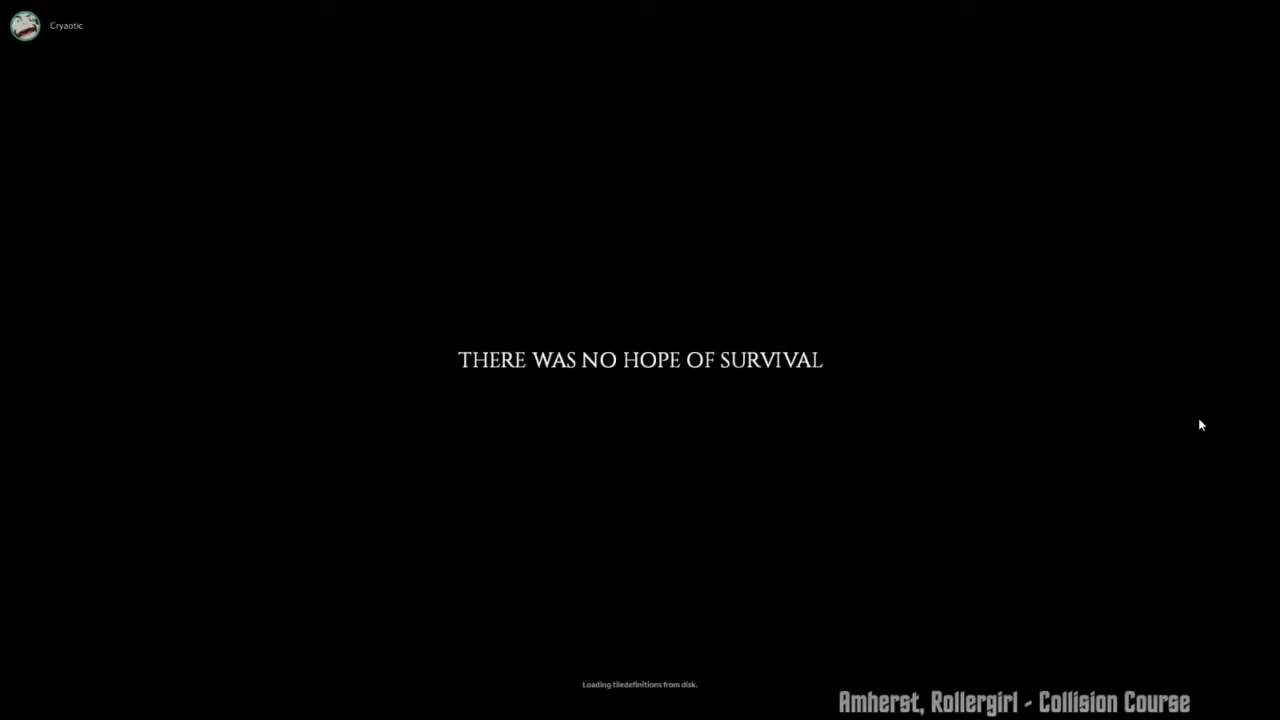 Cryaotic
THERE WAS NO HOPE OF SURVIVAL
Loading tiledefinitions from disk.
Amherst, Rollergirl - Collision Course